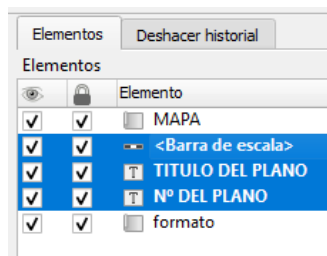 Elementos Deshacer historial
Elementos
Elemento
MAPA
<Barra de escala>
T TITULO DEL PLANO
T Nº DEL PLANO
formato